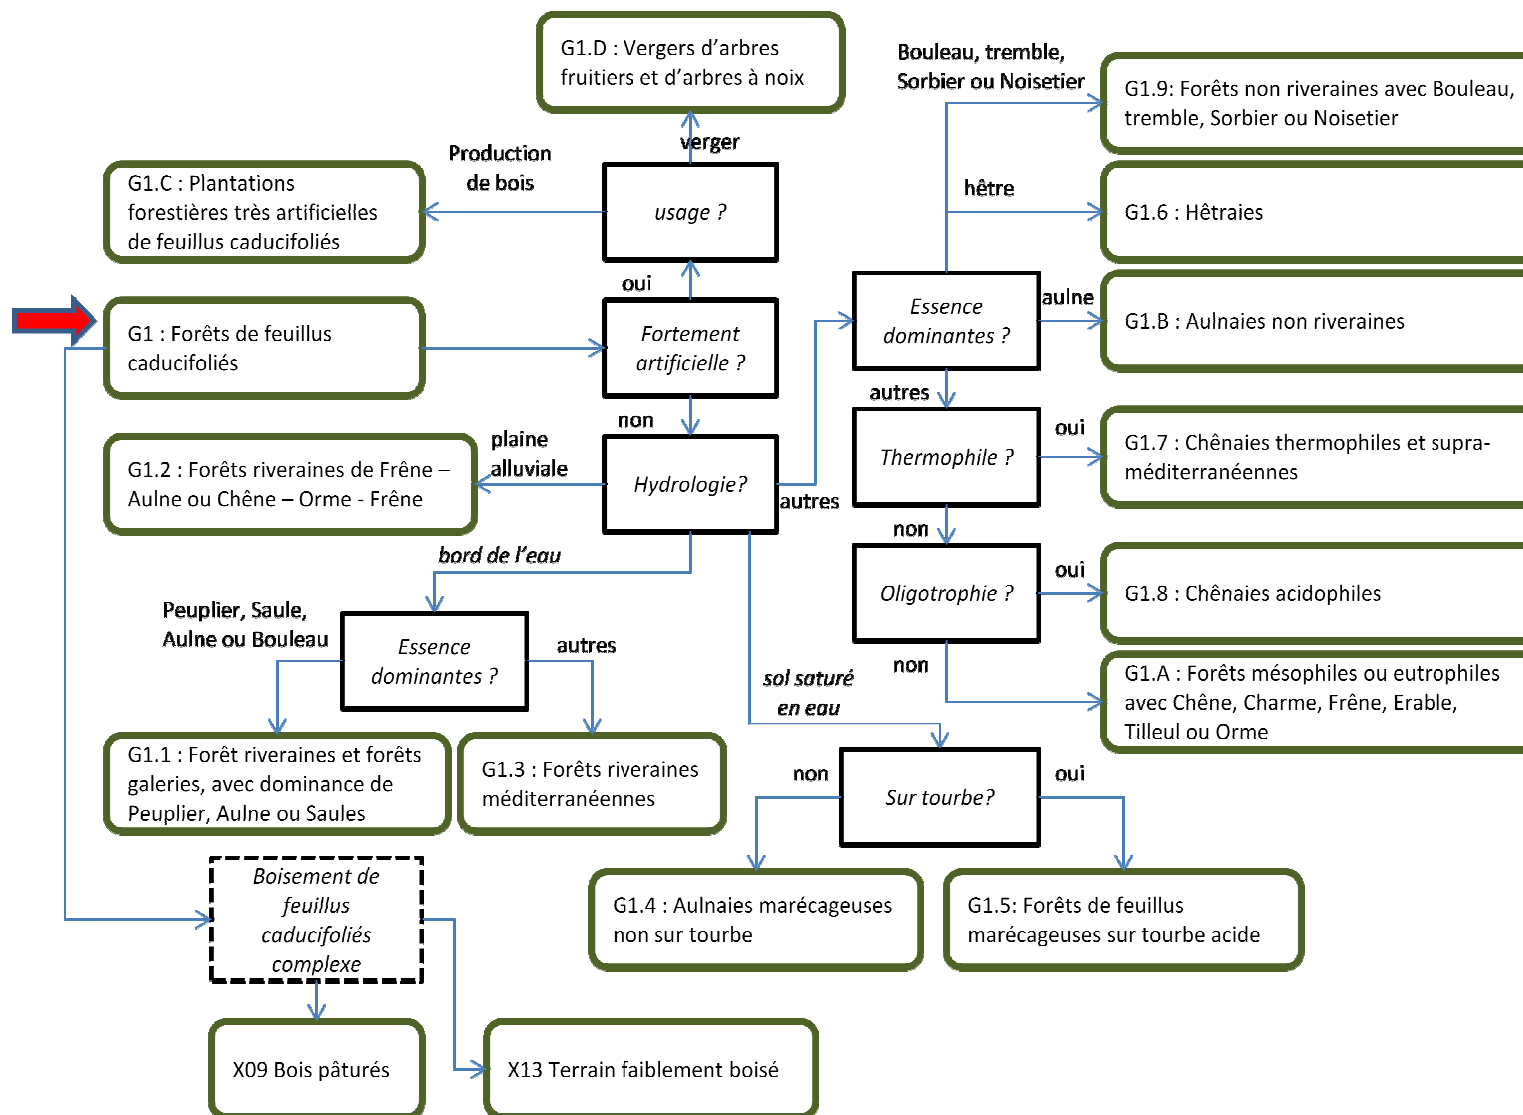 G1.D : Vergers d’arbres
fruitiers et d’arbres à noix
Bouleau, tremble,
Sorbier ou Noisetier
G1.9: Forêts non riveraines avec Bouleau,
tremble, Sorbier ou Noisetier
verger
Production
de bois
G1.C : Plantations
forestières très artificielles
de feuillus caducifoliés
usage ?
hêtre
G1.6 : Hêtraies
oui
G1 : Forêts de feuillus
caducifoliés
Fortement
artificielle ?
Essence
dominantes ?
aulne
G1.B : Aulnaies non riveraines
non
autres
plaine
alluviale
G1.2 : Forêts riveraines de Frêne –
Aulne ou Chêne – Orme - Frêne
Hydrologie?
autres
Thermophile ?
oui
G1.7 : Chênaies thermophiles et supra-
méditerranéennes
non
bord de l’eau
Oligotrophie ?
oui
G1.8 : Chênaies acidophiles
Peuplier, Saule,
Aulne ou Bouleau
Essence
dominantes ?
autres
non
sol saturé
en eau
G1.A : Forêts mésophiles ou eutrophiles
avec Chêne, Charme, Frêne, Erable,
Tilleul ou Orme
G1.1 : Forêt riveraines et forêts
galeries, avec dominance de
Peuplier, Aulne ou Saules
G1.3 : Forêts riveraines
méditerranéennes
non
Sur tourbe?
oui
Boisement de
feuillus
caducifoliés
complexe
G1.4 : Aulnaies marécageuses
non sur tourbe
G1.5: Forêts de feuillus
marécageuses sur tourbe acide
X09 Bois pâturés
X13 Terrain faiblement boisé